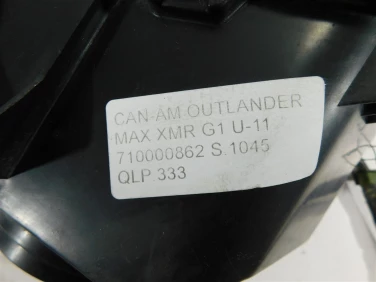 CAN-AM OUTLANDER
MAX XMR G1 U-11
710000862 S. 1045
QLP 333